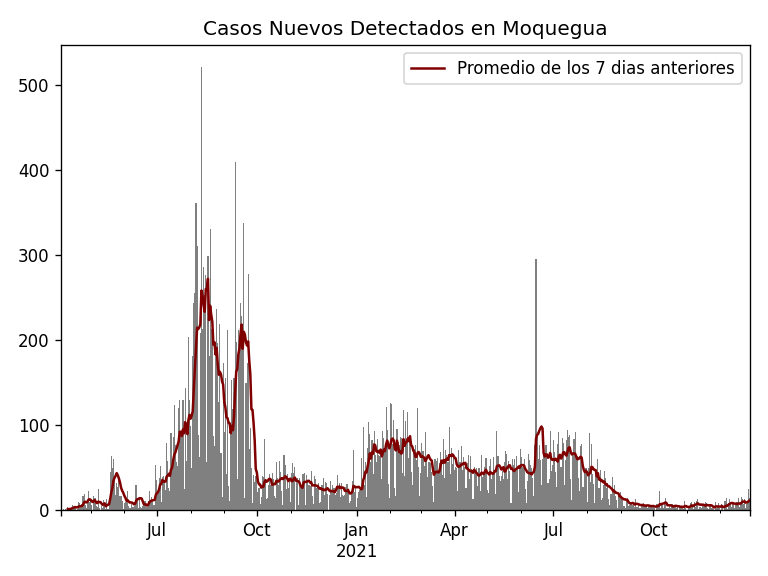 Casos Nuevos Detectados en Moquegua
Promedio de los 7 dias anteriores
500
400
300
200
100
0
Jul
Oct
Jan
2021
Apr
Jul
Oct